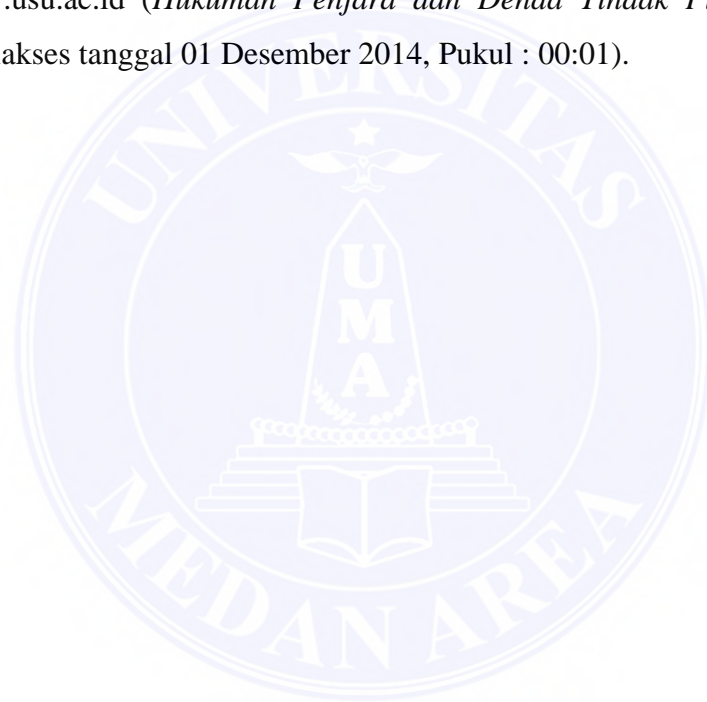 .usu.ac.id (Hukuman Penjara dan Denda Tindak
akses tanggal 01 Desember 2014, Pukul : 00:01).
UNIVERSITAS
U
M
A
MEDAN AREA